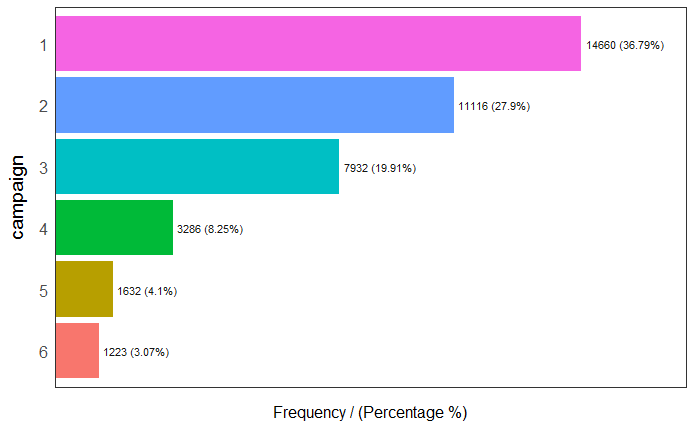 campaign
1 14660 (36.79%)
2 11116 (27.9%)
3 7932 (19.91%)
4 3286 (8.25%)
5 1632 (4.1%)
6 1223 (3.07%)
Frequency / (Percentage %)